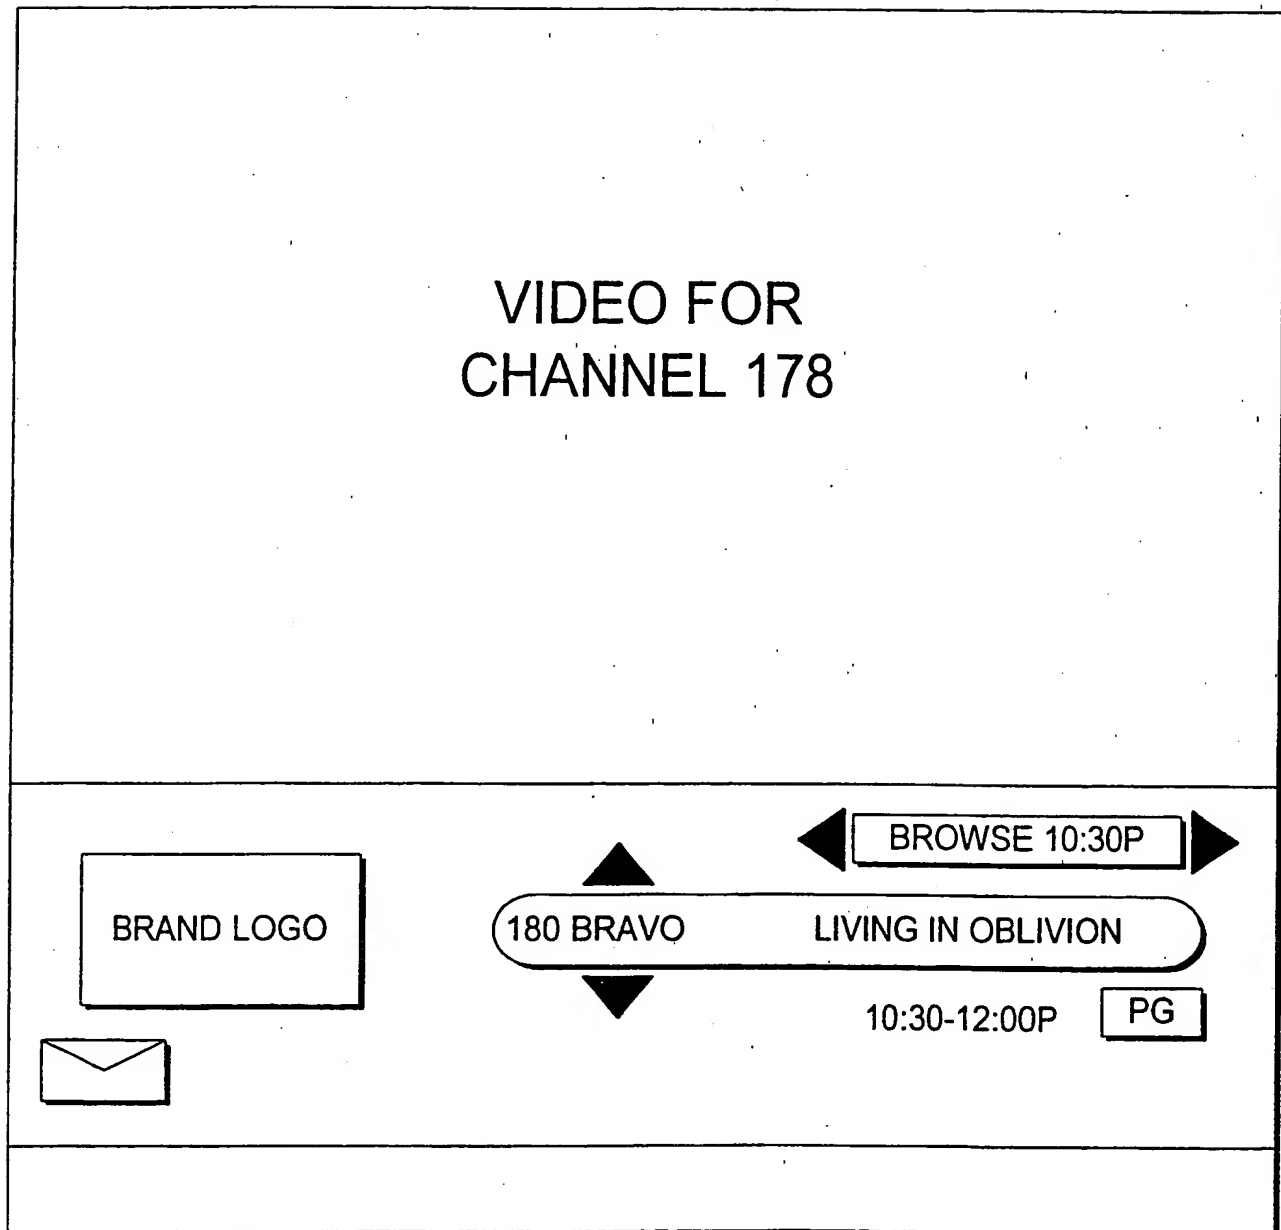 VIDEO FOR
CHANNEL 178
BROWSE 10:30P
BRAND LOGO
180 BRAVO LIVING IN OBLIVION
10:30-12:00P PG